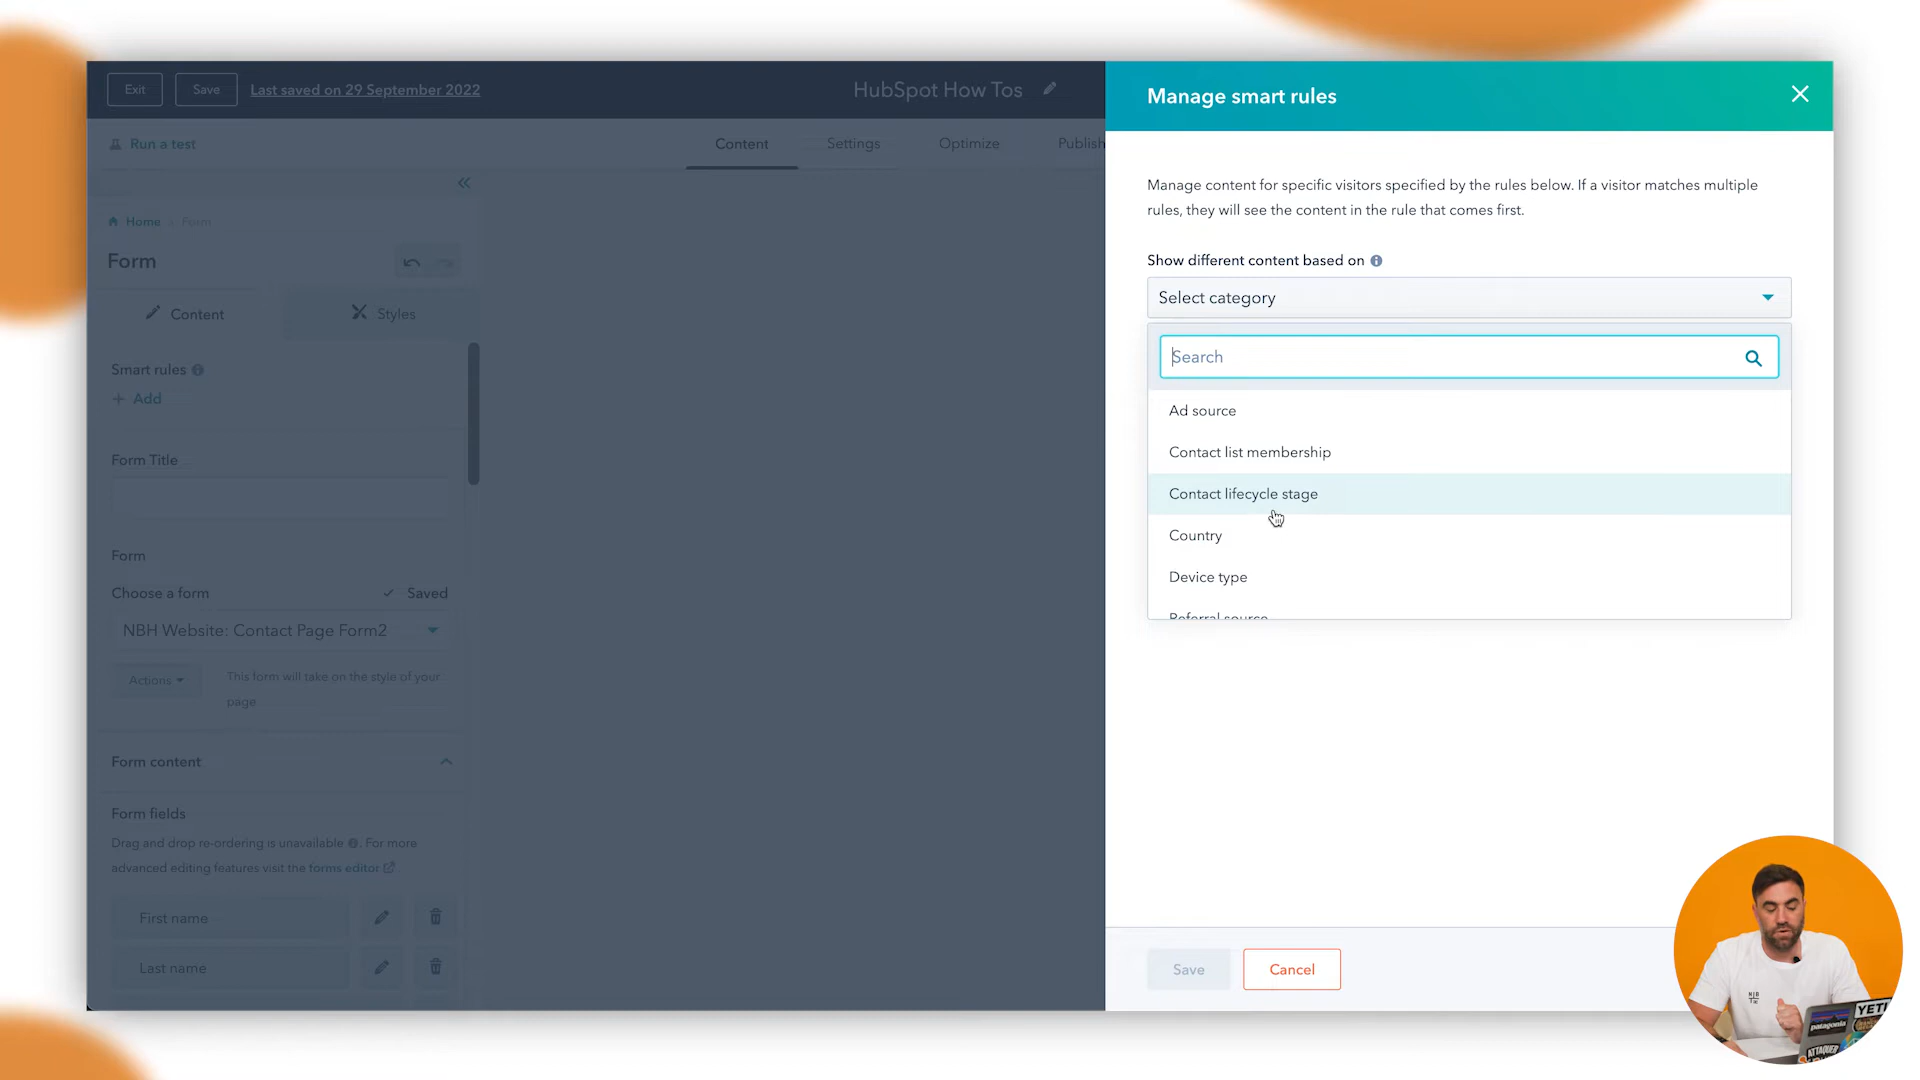 Exit
Save
Last saved on 29 September 2022
HubSpot How Tos
Run a test
Content
Settings
Optimize
Publish
Home
Form
Form
Content
Styles
Smart rules
+ Add
Form Title
Form
Choose a form
Saved
NBH Website: Contact Page Form2
Actions
This form will take on the style of your
page
Form content
Form fields
Drag and drop re-ordering is unavailable . For more
advanced editing features visit the forms editor .
First name
Last name
Manage smart rules
Manage content for specific visitors specified by the rules below. If a visitor matches multiple
rules, they will see the content in the rule that comes first.
Show different content based on
Select category
Search
Ad source
Contact list membership
Contact lifecycle stage
Country
Device type
Referral source
Save
Cancel
YETI
patagonia
ATTAQUER